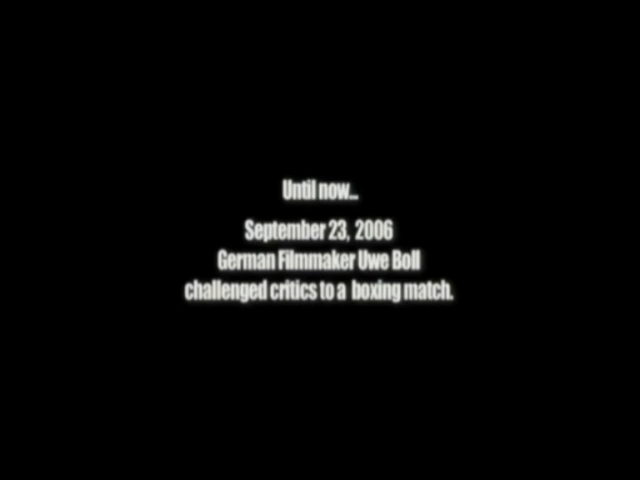 Until now...
September 23, 2006
German Filmmaker Uwe Boll
challenged critics to a boxing match.